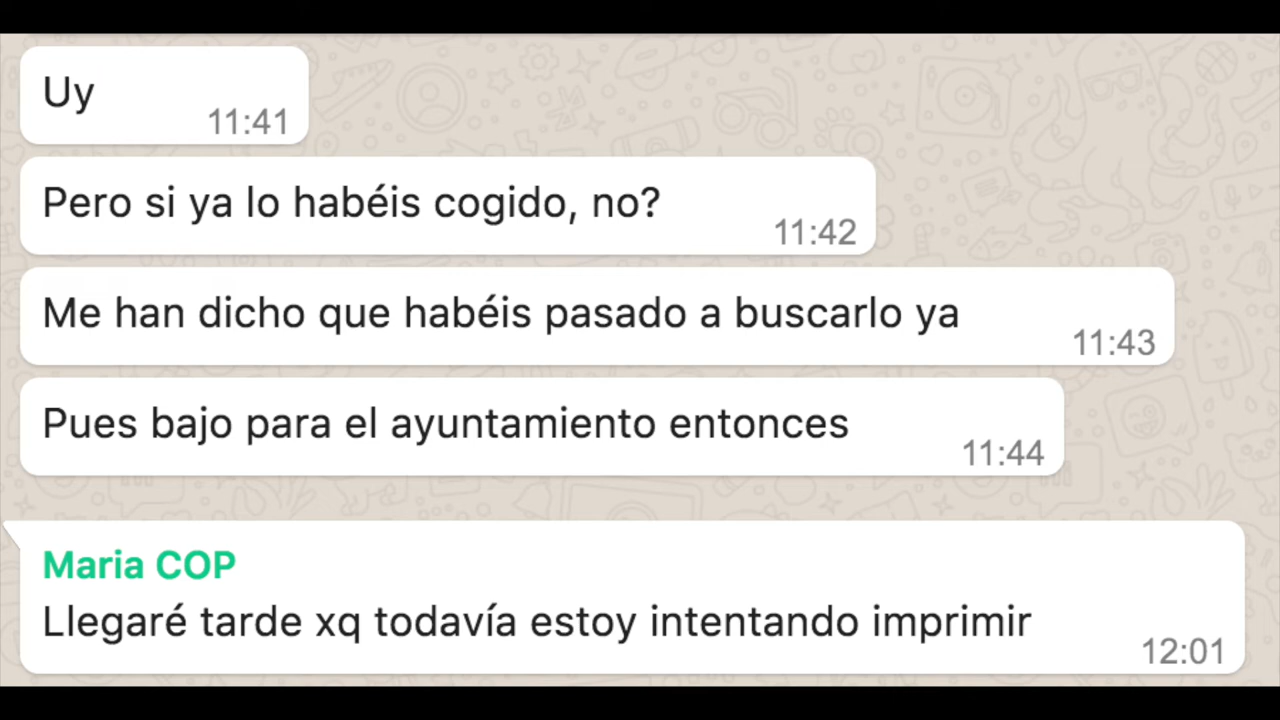 Uy
11:41
Pero si ya lo habéis cogido, no?
11:42
Me han dicho que habéis pasado a buscarlo ya
11:43
Pues bajo para el ayuntamiento entonces
11:44
Maria COP
Llegaré tarde xq todavía estoy intentando imprimir
12:01